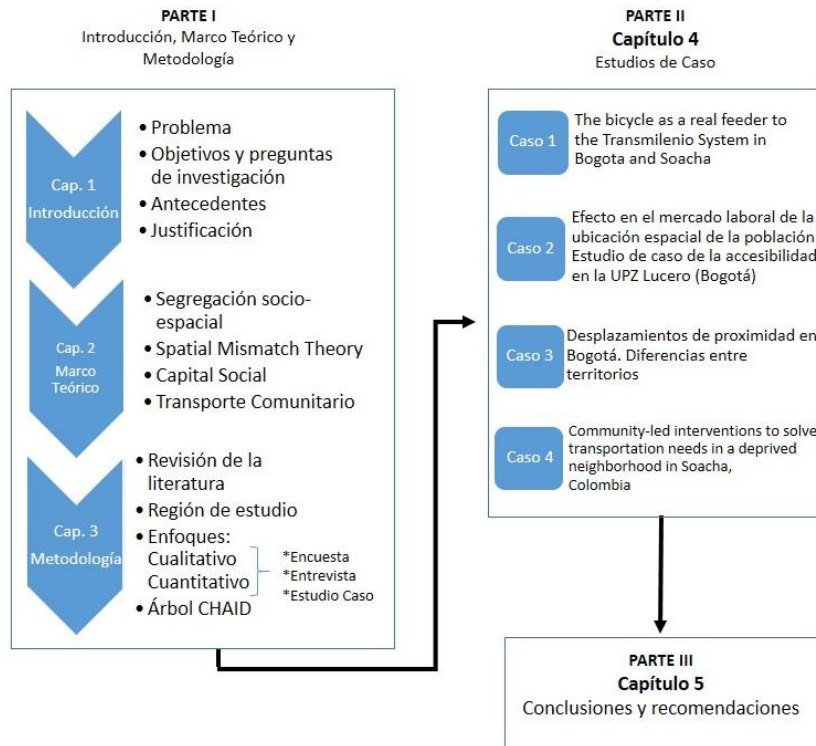 PARTE I
Introducción, Marco Teórico y
Metodología
Cap. 1
Introducción
• Problema
• Objetivos y preguntas
de investigación
• Antecedentes
• Justificación
Cap. 2
Marco
Teórico
• Segregación socio-
espacial
• Spatial Mismatch Theory
• Capital Social
• Transporte Comunitario
Cap. 3
Metodología
• Revisión de la
literatura
• Región de estudio
• Enfoques:
Cualitativo
Cuantitativo
*Encuesta
*Entrevista
*Estudio Caso
• Árbol CHAID
PARTE II
Capítulo 4
Estudios de Caso
Caso 1
The bicycle as a real feeder to
the Transmilenio System in
Bogota and Soacha
Caso 2
Efecto en el mercado laboral de la
ubicación espacial de la población
Estudio de caso de la accesibilidad
en la UPZ Lucero (Bogotá)
Caso 3
Desplazamientos de proximidad en
Bogotá. Diferencias entre
territorios
Caso 4
Community-led interventions to solve
transportation needs in a deprived
neighborhood in Soacha,
Colombia
PARTE III
Capítulo 5
Conclusiones y recomendaciones